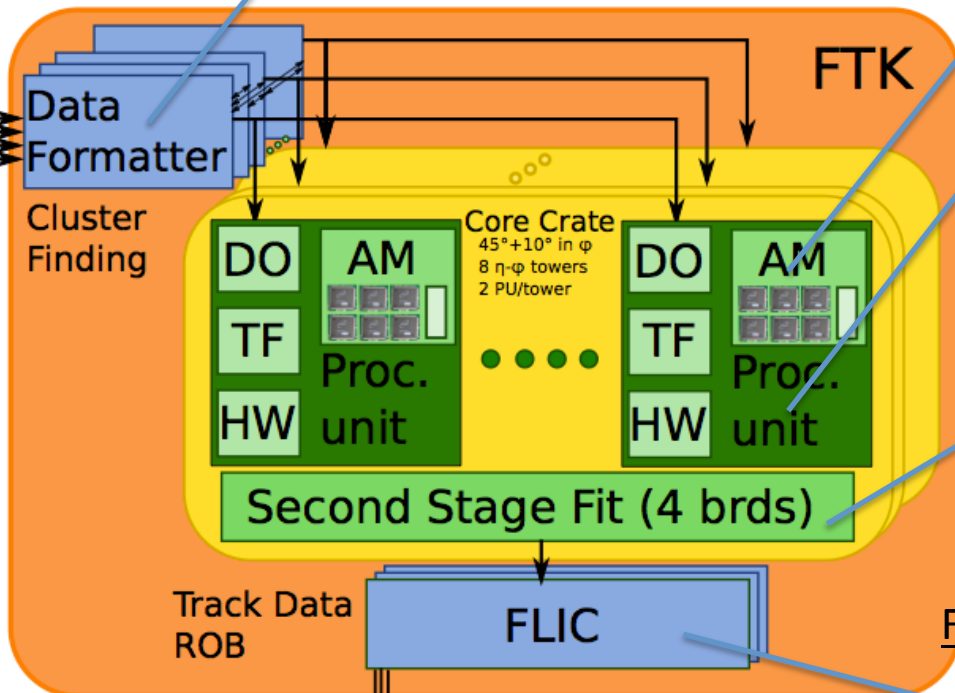 FTK
Data
Formatter
Cluster
Finding
Core Crate
45°+10° in φ
8 η-φ towers
2 PU/tower
DO
AM
TF
Proc.
HW
unit
DO
AM
TF
Proc.
HW
unit
Second Stage Fit (4 brds)
Track Data
ROB
FLIC
F